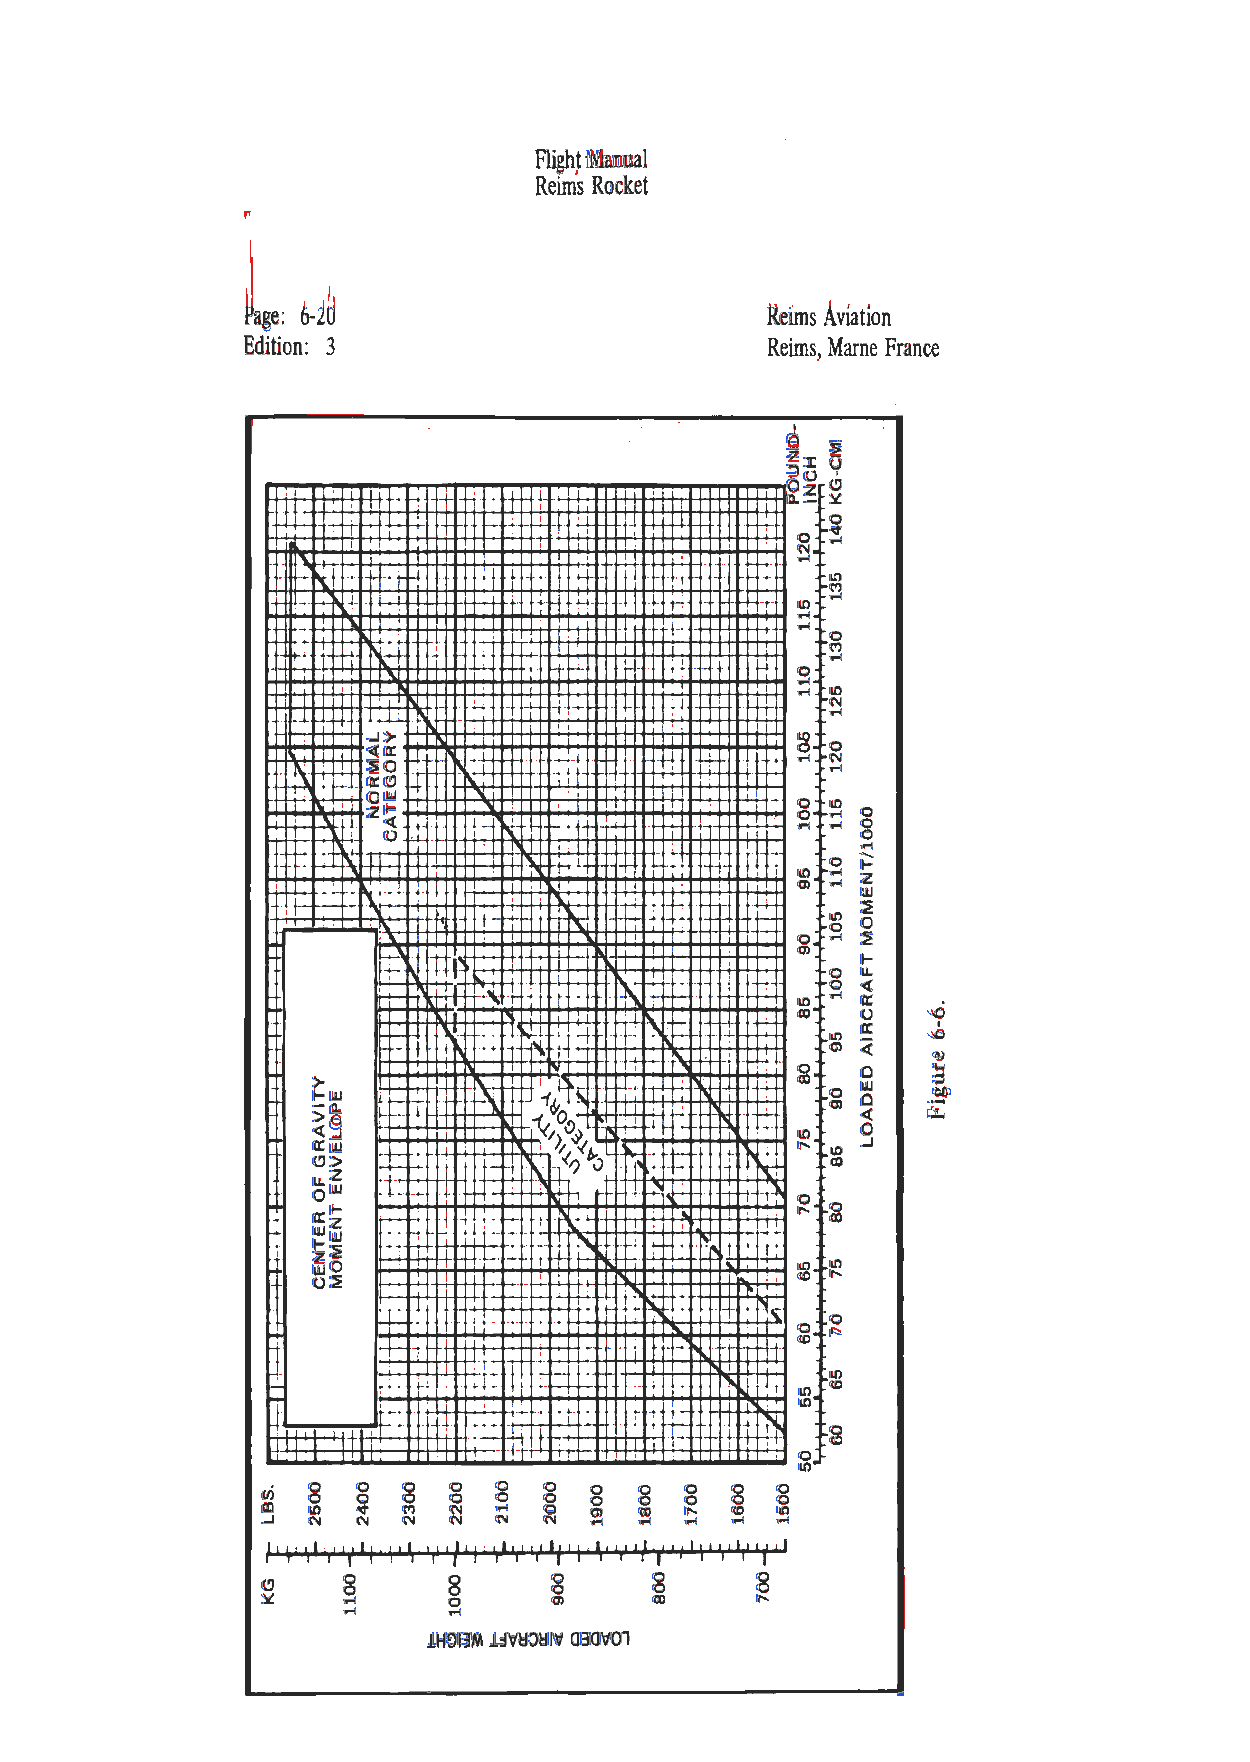 Flight Manual
Reims Rocket
Page: 6-20
Edition: 3
Reims Aviation
Reims, Marne France
CENTER OF GRAVITY
MOMENT ENVELOPE
NORMAL
CATEGORY
UTILITY
CATEGORY
LOADED AIRCRAFT WEIGHT
KG
1100
1000
900
800
700
LBS.
2500
2400
2300
2200
2100
2000
1900
1800
1700
1600
1500
50 55 60 65 70 75 80 85 90 95 100 105 110 115 120
POUND-
INCH
60 65 70 75 80 85 90 95 100 105 110 115 120 125 130 135 140 KG-CM
LOADED AIRCRAFT MOMENT/1000
Figure 6-6.